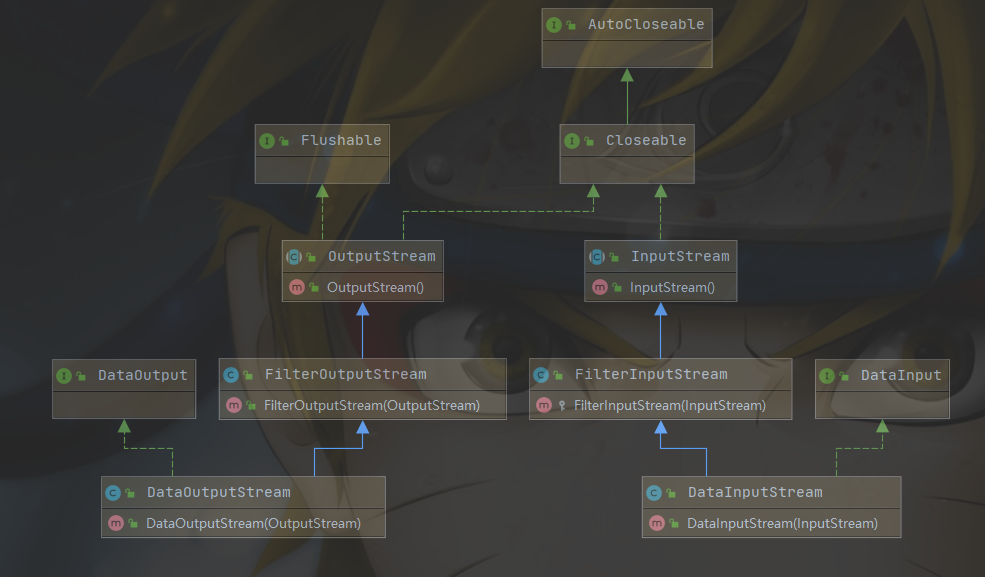 AutoCloseable
Flushable
Closeable
OutputStream
OutputStream()
InputStream
InputStream()
DataOutput
FilterOutputStream
FilterOutputStream(OutputStream)
FilterInputStream
FilterInputStream(InputStream)
DataInput
DataOutputStream
DataOutputStream(OutputStream)
DataInputStream
DataInputStream(InputStream)